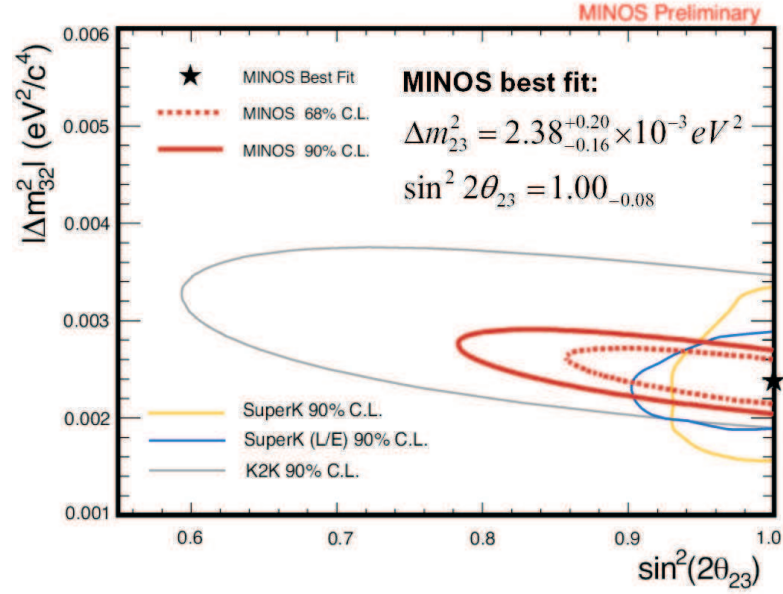 MINOS Preliminary
|Δm²₃₂| (eV²/c⁴)
0.006
0.005
0.004
0.003
0.002
0.001
MINOS Best Fit
MINOS 68% C.L.
MINOS 90% C.L.
MINOS best fit:
Δm²₂₃ = 2.38 +0.20 −0.16 ×10⁻³ eV²
sin² 2θ₂₃ = 1.00 −0.08
SuperK 90% C.L.
SuperK (L/E) 90% C.L.
K2K 90% C.L.
0.6 0.7 0.8 0.9 1.0
sin²(2θ₂₃)